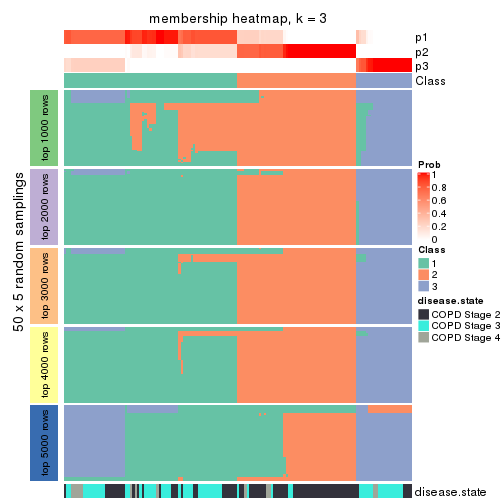 membership heatmap, k = 3
p1
p2
p3
Class
50 x 5 random samplings
top 1000 rows
top 2000 rows
top 3000 rows
top 4000 rows
top 5000 rows
Prob
1
0.8
0.6
0.4
0.2
0
Class
1
2
3
disease.state
COPD Stage 2
COPD Stage 3
COPD Stage 4
disease.state